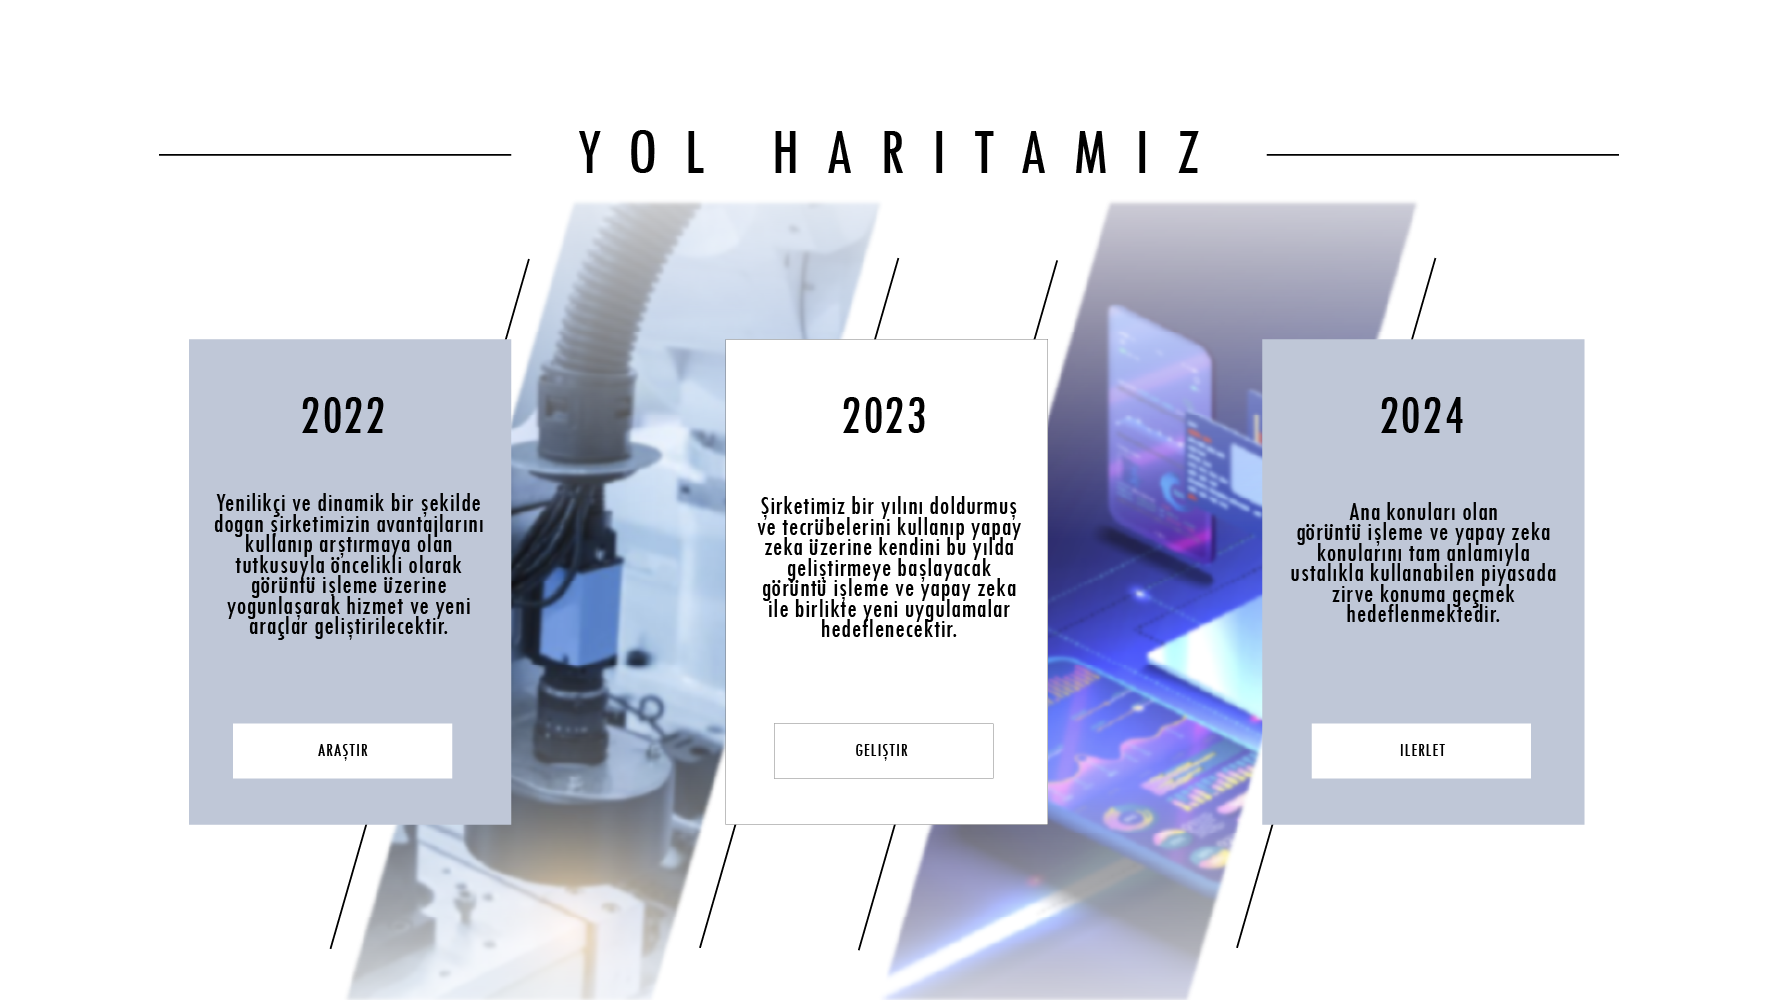 YOL HARITAMIZ
2022
Yenilikçi ve dinamik bir şekilde
dogan şirketimizin avantajlarını
kullanıp arştırmaya olan
tutkusuyla öncelikli olarak
görüntü işleme üzerine
yogunlaşarak hizmet ve yeni
araçlar geliştirilecektir.
ARAŞTIR
2023
Şirketimiz bir yılını doldurmuş
ve tecrübelerini kullanıp yapay
zeka üzerine kendini bu yılda
geliştirmeye başlayacak
görüntü işleme ve yapay zeka
ile birlikte yeni uygulamalar
hedeflenecektir.
GELIŞTIR
2024
Ana konuları olan
görüntü işleme ve yapay zeka
konularını tam anlamıyla
ustalıkla kullanabilen piyasada
zirve konuma geçmek
hedeflenmektedir.
ILERLET